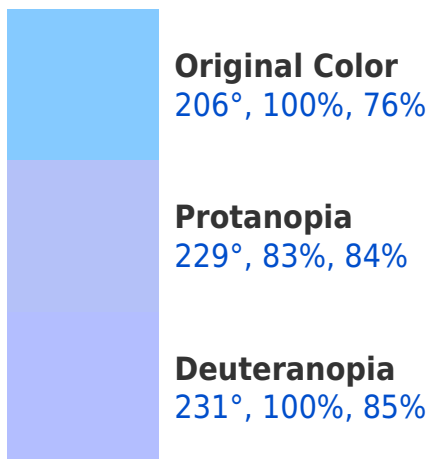 Original Color
206°, 100%, 76%
Protanopia
229°, 83%, 84%
Deuteranopia
231°, 100%, 85%